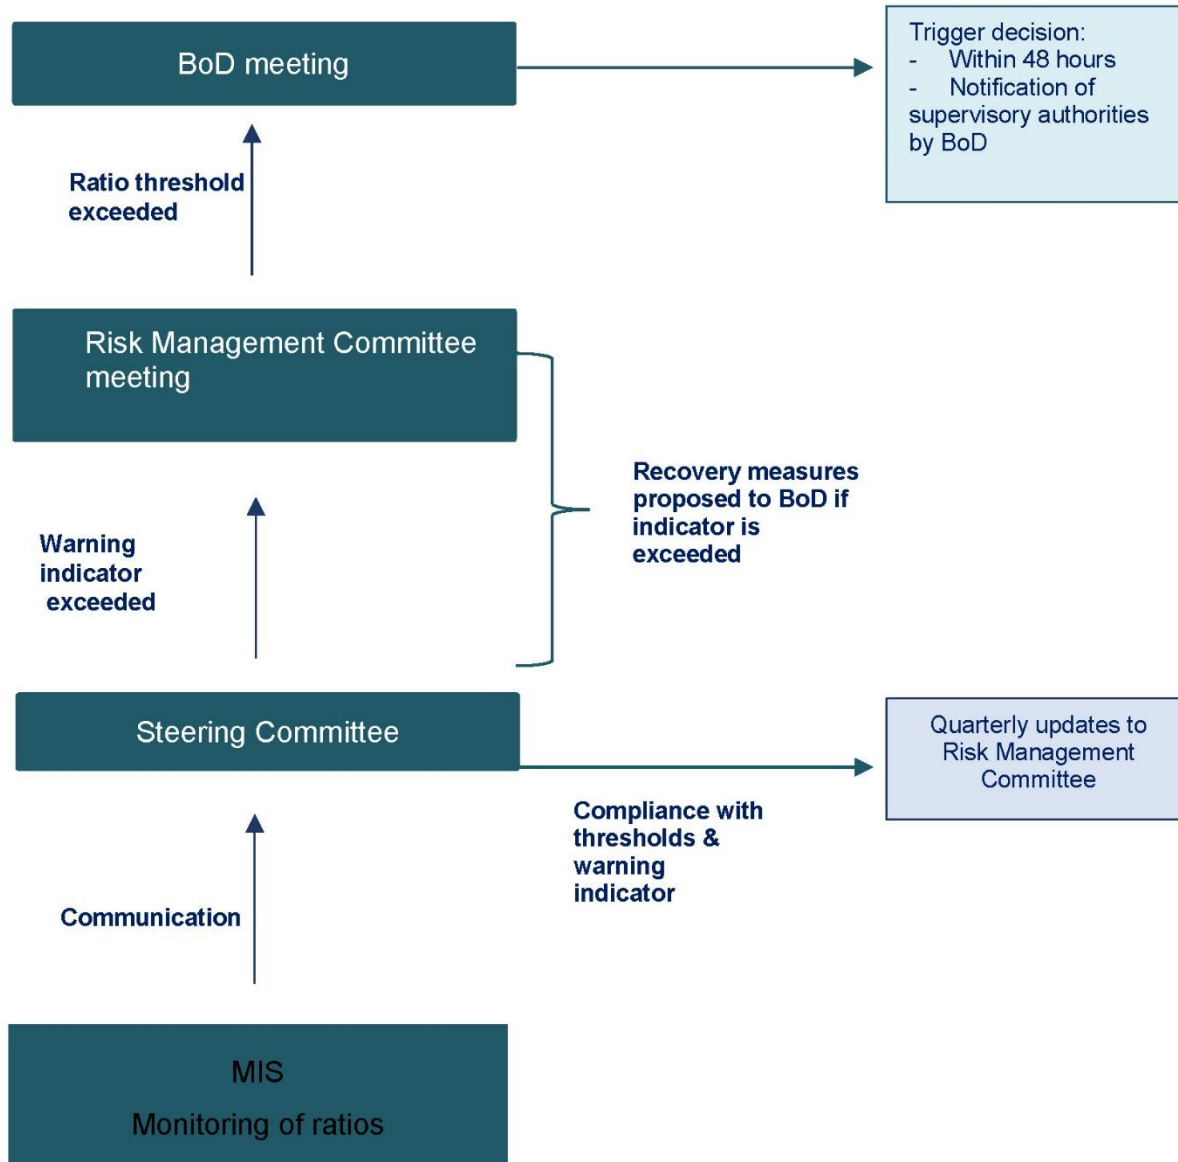 BoD meeting
Trigger decision:
- Within 48 hours
- Notification of
supervisory authorities
by BoD
Ratio threshold
exceeded
Risk Management Committee
meeting
Recovery measures
proposed to BoD if
indicator is
exceeded
Warning
indicator
exceeded
Steering Committee
Quarterly updates to
Risk Management
Committee
Compliance with
thresholds &
warning
indicator
Communication
MIS
Monitoring of ratios